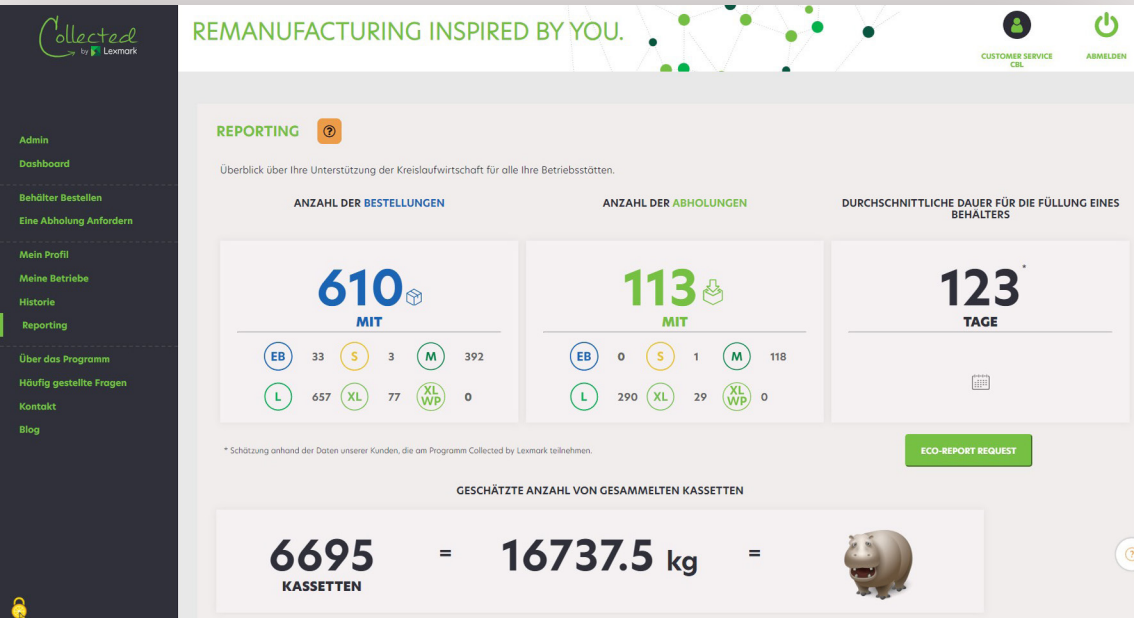 Collected
by Lexmark
REMANUFACTURING INSPIRED BY YOU.
CUSTOMER SERVICE
CBL
ABMELDEN
Admin
Dashboard
Behälter Bestellen
Eine Abholung Anfordern
Mein Profil
Meine Betriebe
Historie
Reporting
Über das Programm
Häufig gestellte Fragen
Kontakt
Blog
REPORTING ?
Überblick über Ihre Unterstützung der Kreislaufwirtschaft für alle Ihre Betriebsstätten.
ANZAHL DER BESTELLUNGEN
610
MIT
EB 33 S 3 M 392
L 657 XL 77 XL WP 0
ANZAHL DER ABHOLUNGEN
113
MIT
EB 0 S 1 M 118
L 290 XL 29 XL WP 0
DURCHSCHNITTLICHE DAUER FÜR DIE FÜLLUNG EINES
BEHÄLTERS
123*
TAGE
* Schätzung anhand der Daten unserer Kunden, die am Programm Collected by Lexmark teilnehmen.
ECO-REPORT REQUEST
GESCHÄTZTE ANZAHL VON GESAMMELTEN KASSETTEN
6695 = 16737.5 kg =
KASSETTEN
?